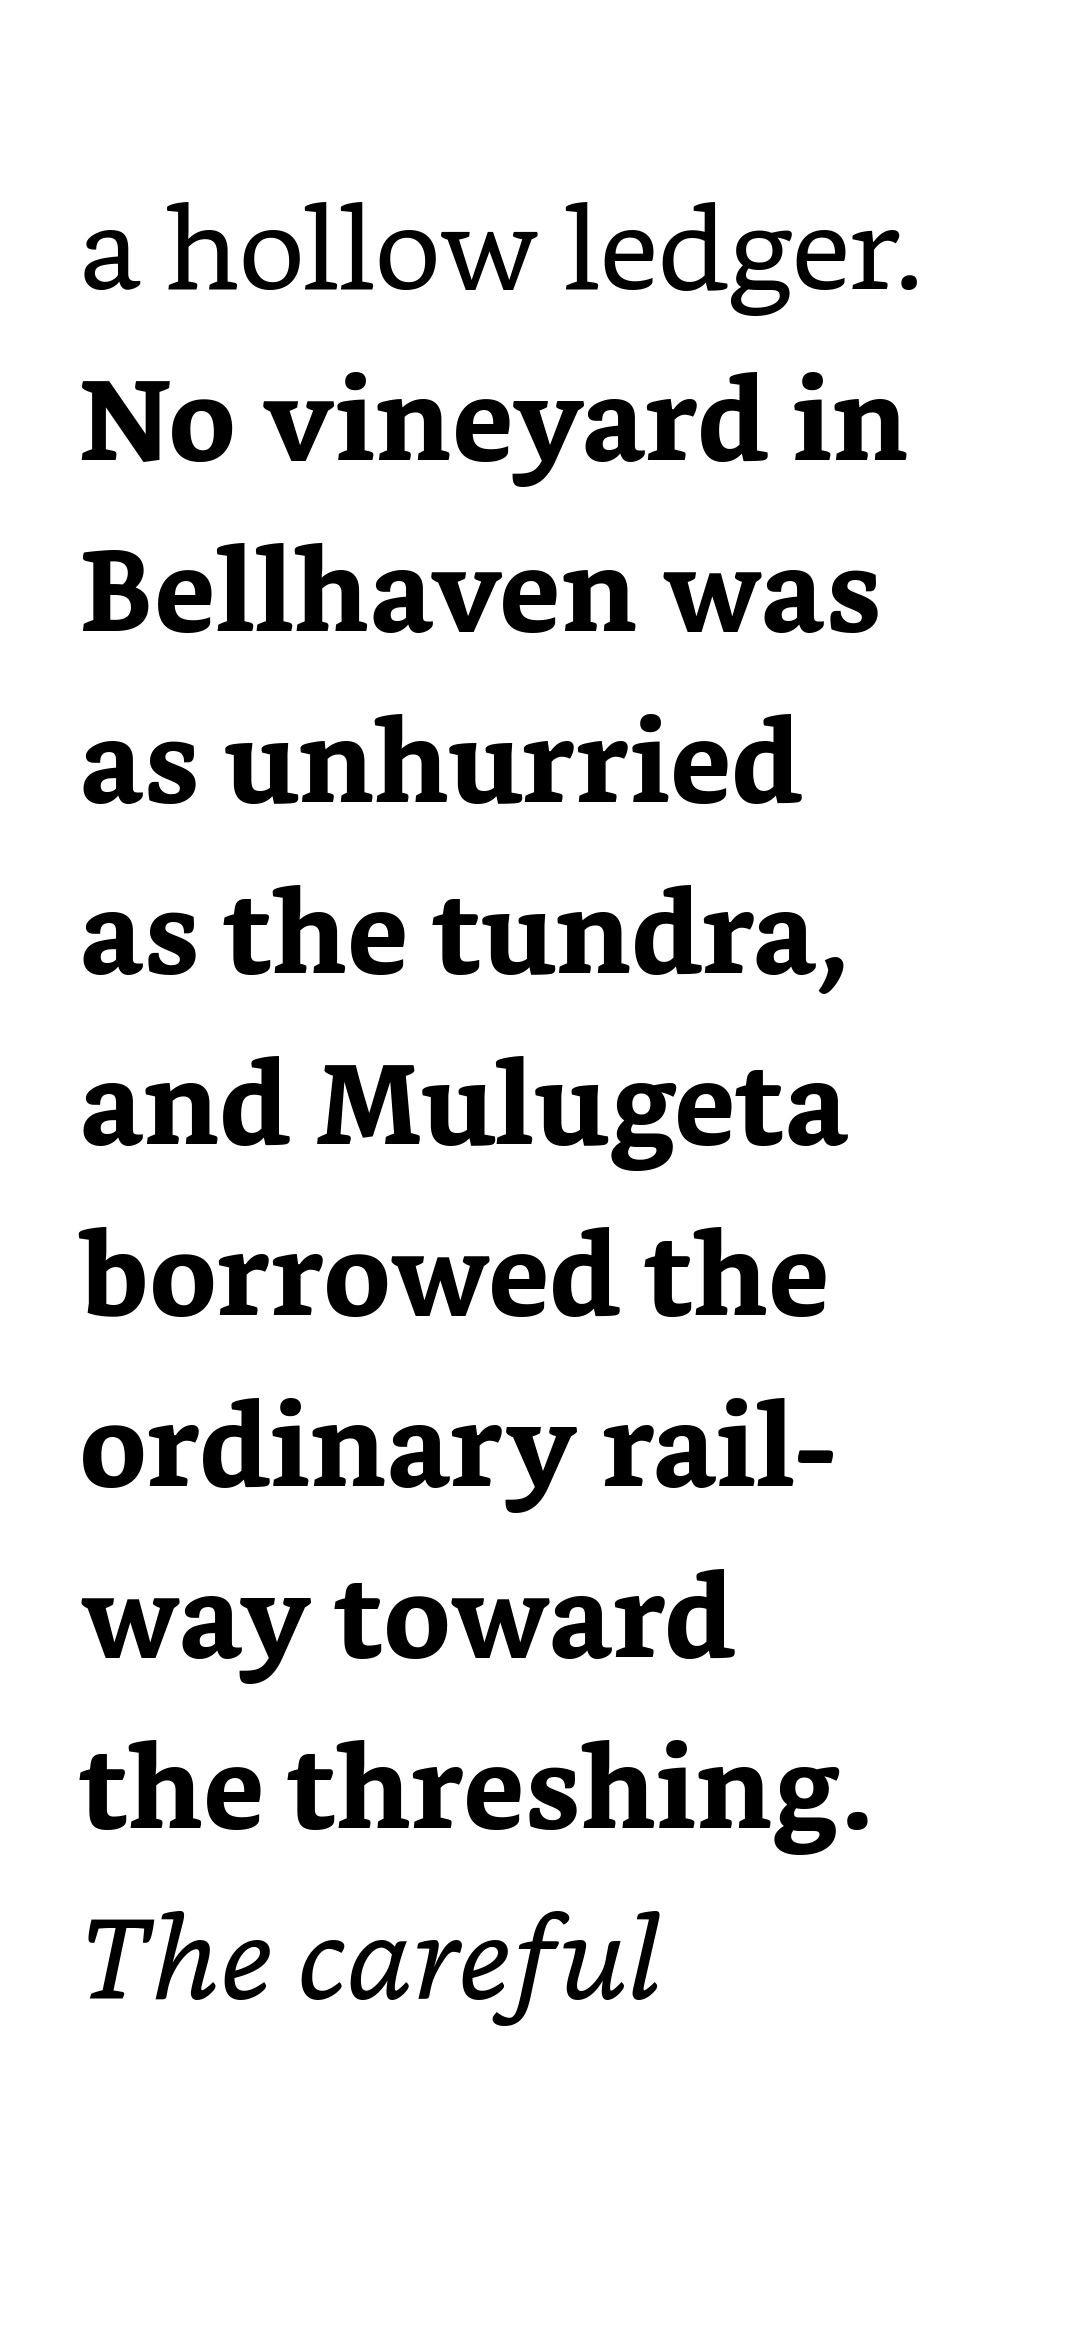 a hollow ledger.
No vineyard in
Bellhaven was
as unhurried
as the tundra,
and Mulugeta
borrowed the
ordinary rail-
way toward
the threshing.
The careful